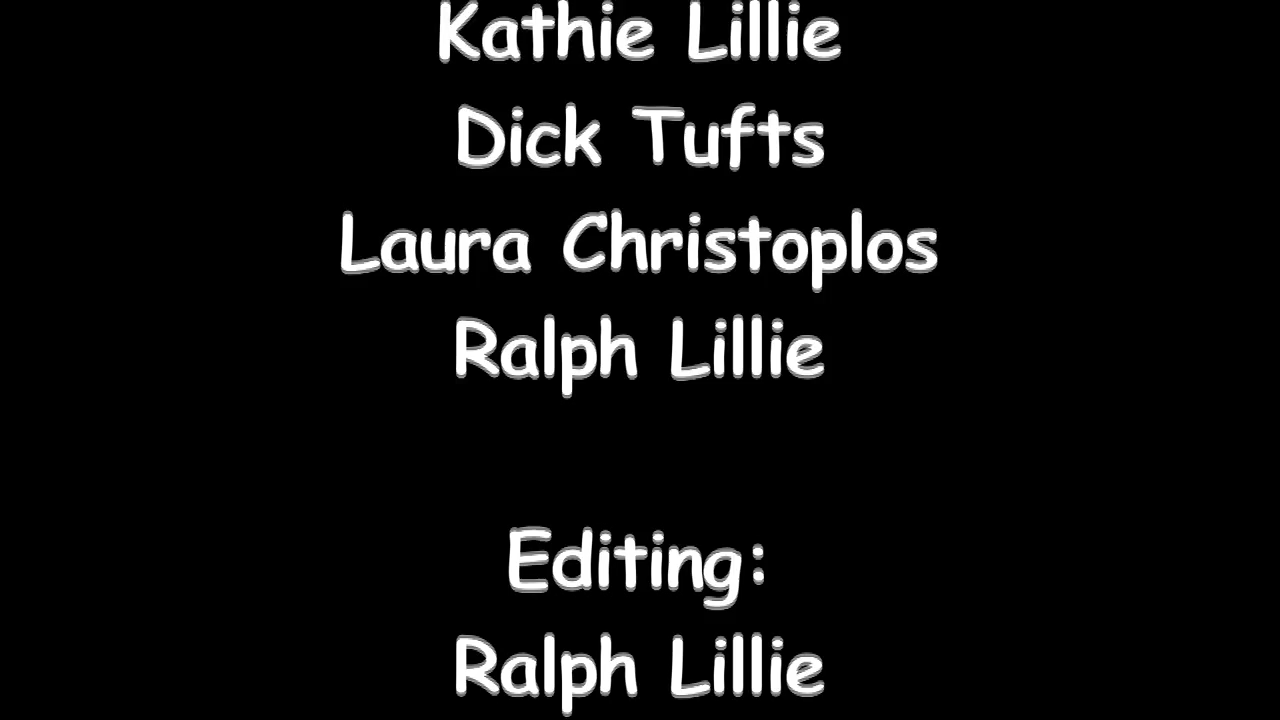 Kathie Lillie
Dick Tufts
Laura Christoplos
Ralph Lillie
Editing:
Ralph Lillie